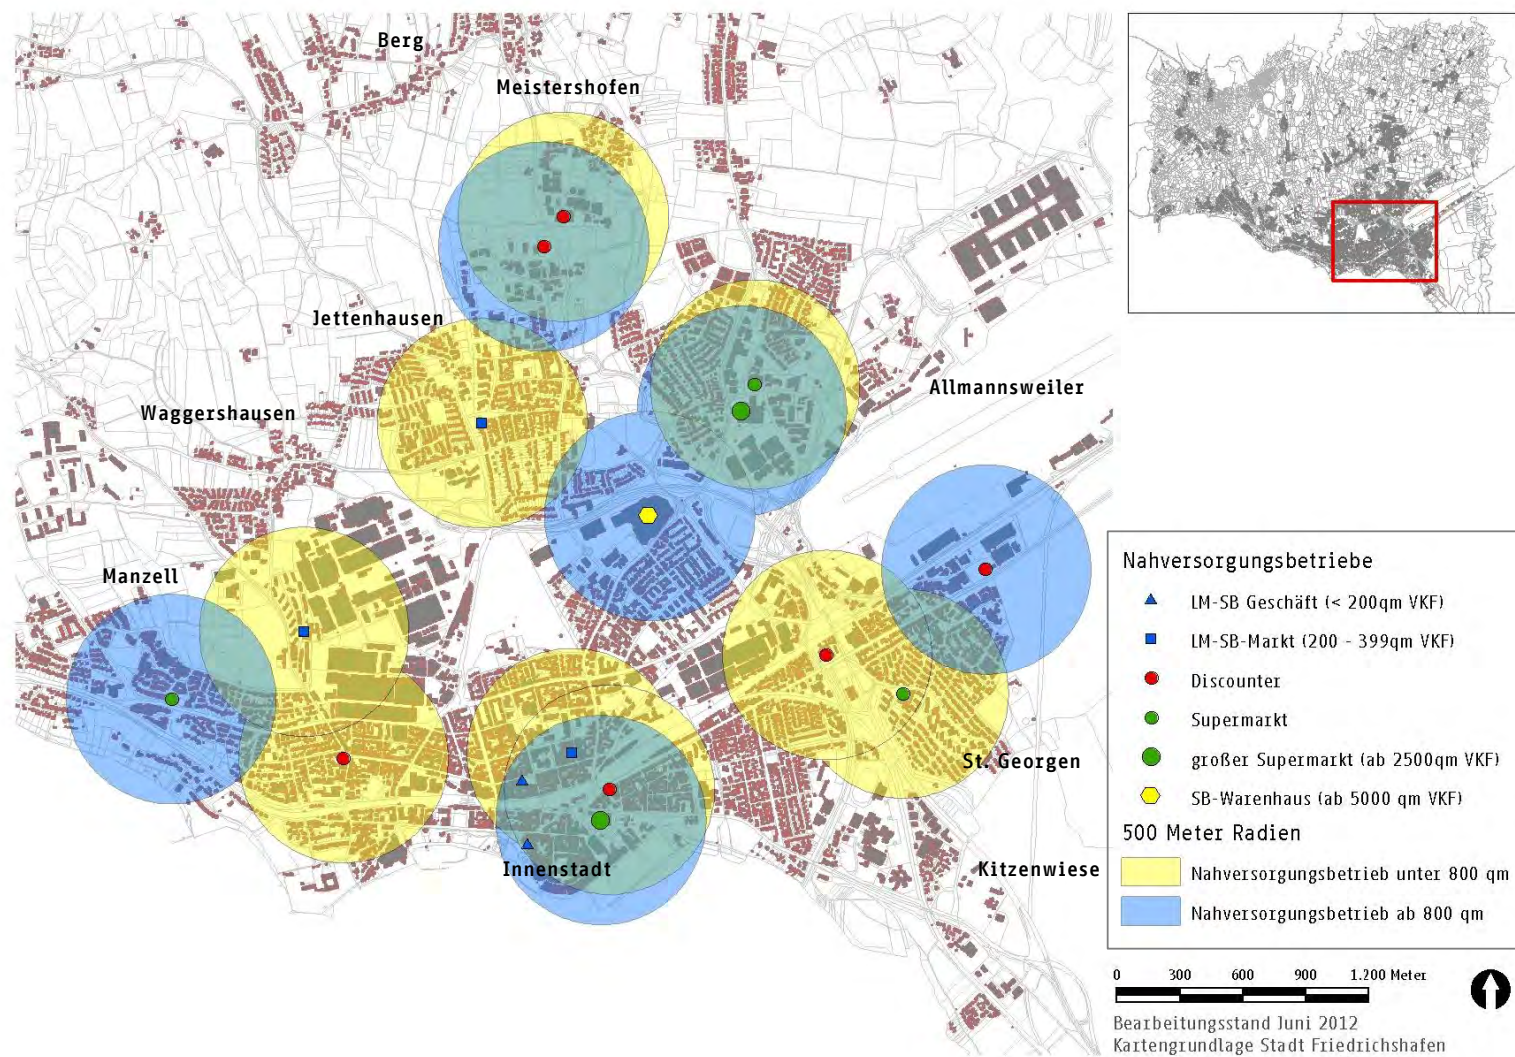 Berg
Meistershofen
Jettenhausen
Waggershausen
Allmannsweiler
Manzell
St. Georgen
Innenstadt
Kitzenwiese
Nahversorgungsbetriebe
LM-SB Geschäft (< 200qm VKF)
LM-SB-Markt (200 - 399qm VKF)
Discounter
Supermarkt
großer Supermarkt (ab 2500qm VKF)
SB-Warenhaus (ab 5000 qm VKF)
500 Meter Radien
Nahversorgungsbetrieb unter 800 qm
Nahversorgungsbetrieb ab 800 qm
0 300 600 900 1.200 Meter
Bearbeitungsstand Juni 2012
Kartengrundlage Stadt Friedrichshafen